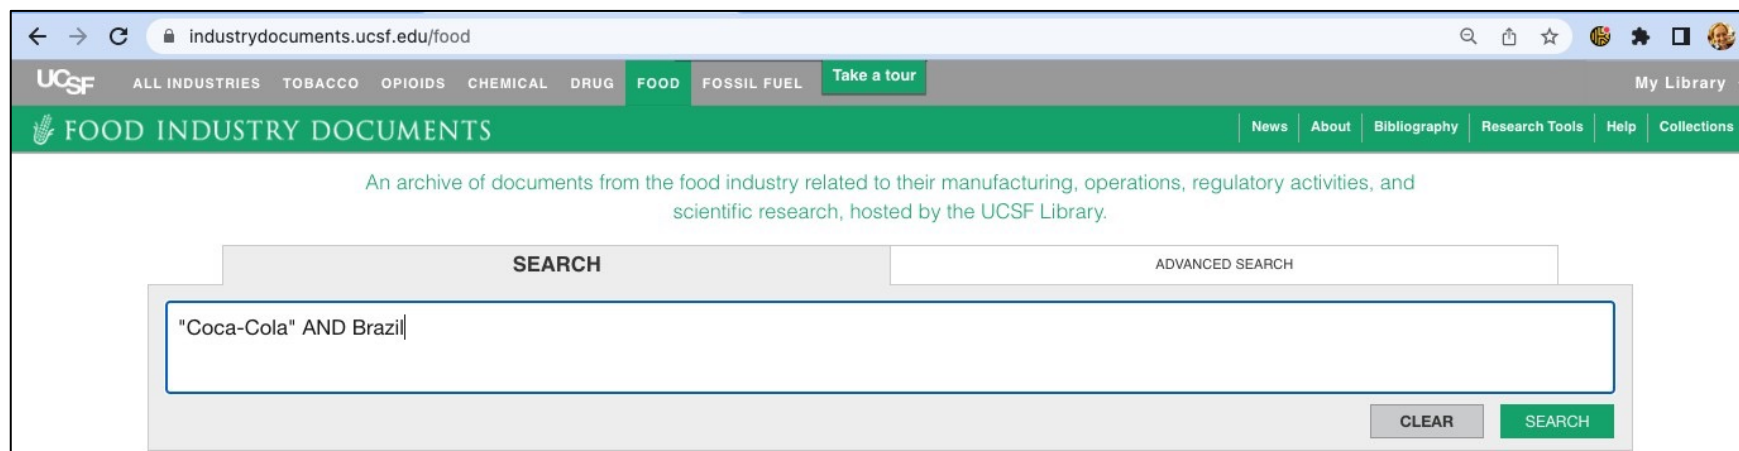 industrydocuments.ucsf.edu/food
UCSF ALL INDUSTRIES TOBACCO OPIOIDS CHEMICAL DRUG FOOD FOSSIL FUEL Take a tour My Library
FOOD INDUSTRY DOCUMENTS News About Bibliography Research Tools Help Collections
An archive of documents from the food industry related to their manufacturing, operations, regulatory activities, and
scientific research, hosted by the UCSF Library.
SEARCH ADVANCED SEARCH
"Coca-Cola" AND Brazil
CLEAR SEARCH